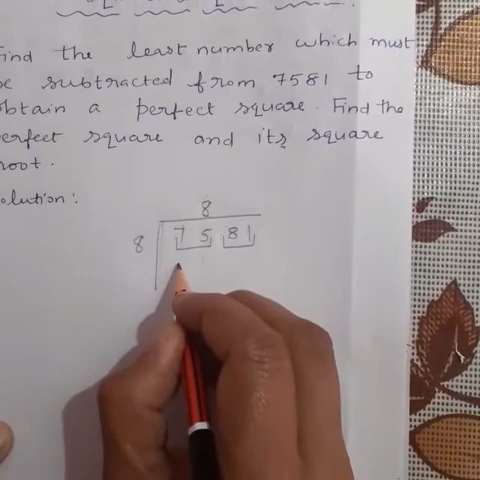 Find the least number which must
be subtracted from 7581 to
obtain a perfect square. Find the
perfect square and its square
root.
Solution:
8
8 75 81